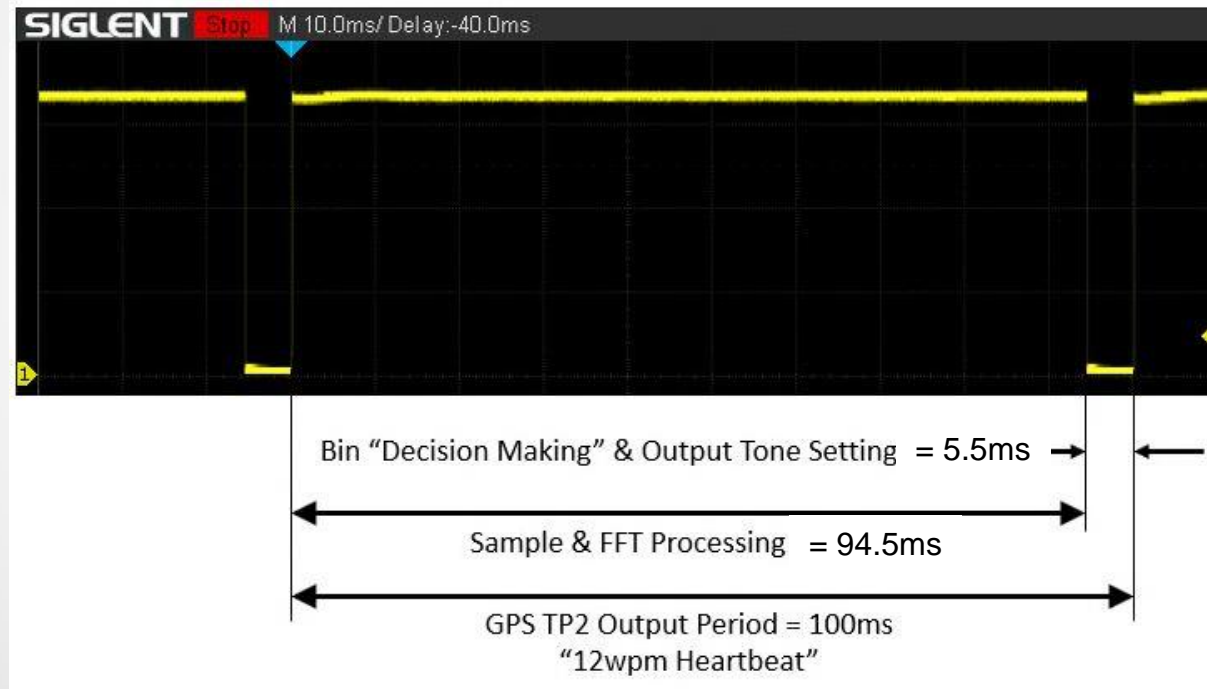 SIGLENT Stop M 10.0ms/ Delay:-40.0ms
1
Bin “Decision Making” & Output Tone Setting = 5.5ms
Sample & FFT Processing = 94.5ms
GPS TP2 Output Period = 100ms
“12wpm Heartbeat”